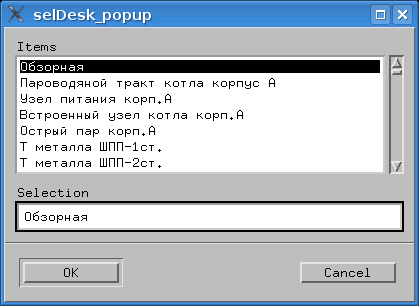 selDesk_popup
Items
Обзорная
Пароводяной тракт котла корпус А
Узел питания корп.А
Встроенный узел котла корп.А
Острый пар корп.А
Т металла ШПП-1ст.
Т металла ШПП-2ст.
Selection
Обзорная
OK
Cancel